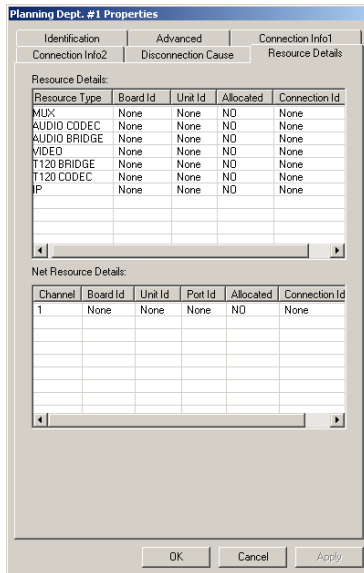 Planning Dept. #1 Properties
Identification Advanced Connection Info1
Connection Info2 Disconnection Cause Resource Details
Resource Details:
Resource Type Board Id Unit Id Allocated Connection Id
MUX None None NO None
AUDIO CODEC None None NO None
AUDIO BRIDGE None None NO None
VIDEO None None NO None
T120 BRIDGE None None NO None
T120 CODEC None None NO None
IP None None NO None
Net Resource Details:
Channel Board Id Unit Id Port Id Allocated Connection Id
1 None None None NO None
OK Cancel Apply